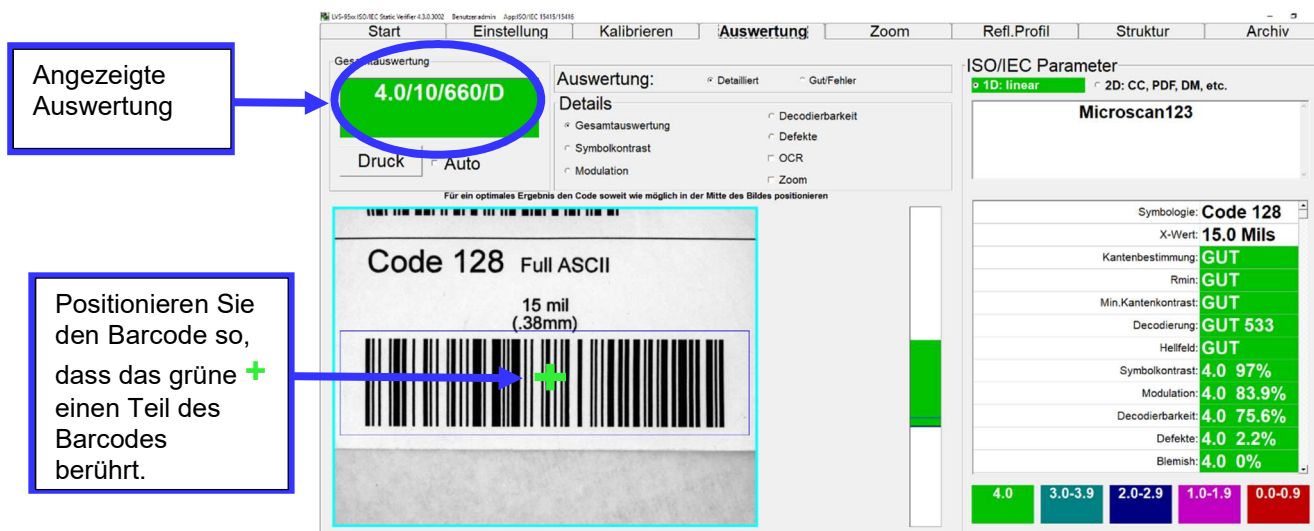 LVS-95xx ISO/IEC Static Verifier 4.3.0.3002 Benutzer:admin App:ISO/IEC 15415/15416
Start Einstellung Kalibrieren Auswertung Zoom Refl.Profil Struktur Archiv
Angezeigte
Auswertung
Gesamtauswertung
4.0/10/660/D
Druck
Auto
Auswertung:
Detailliert
Gut/Fehler
Details
Gesamtauswertung
Symbolkontrast
Modulation
Decodierbarkeit
Defekte
OCR
Zoom
Für ein optimales Ergebnis den Code soweit wie möglich in der Mitte des Bildes positionieren
ISO/IEC Parameter
1D: linear
2D: CC, PDF, DM, etc.
Microscan123
Positionieren Sie
den Barcode so,
dass das grüne +
einen Teil des
Barcodes
berührt.
Code 128 Full ASCII
15 mil
(.38mm)
Symbologie: Code 128
X-Wert: 15.0 Mils
Kantenbestimmung: GUT
Rmin: GUT
Min.Kantenkontrast: GUT
Decodierung: GUT 533
Hellfeld: GUT
Symbolkontrast: 4.0 97%
Modulation: 4.0 83.9%
Decodierbarkeit: 4.0 75.6%
Defekte: 4.0 2.2%
Blemish: 4.0 0%
4.0 3.0-3.9 2.0-2.9 1.0-1.9 0.0-0.9